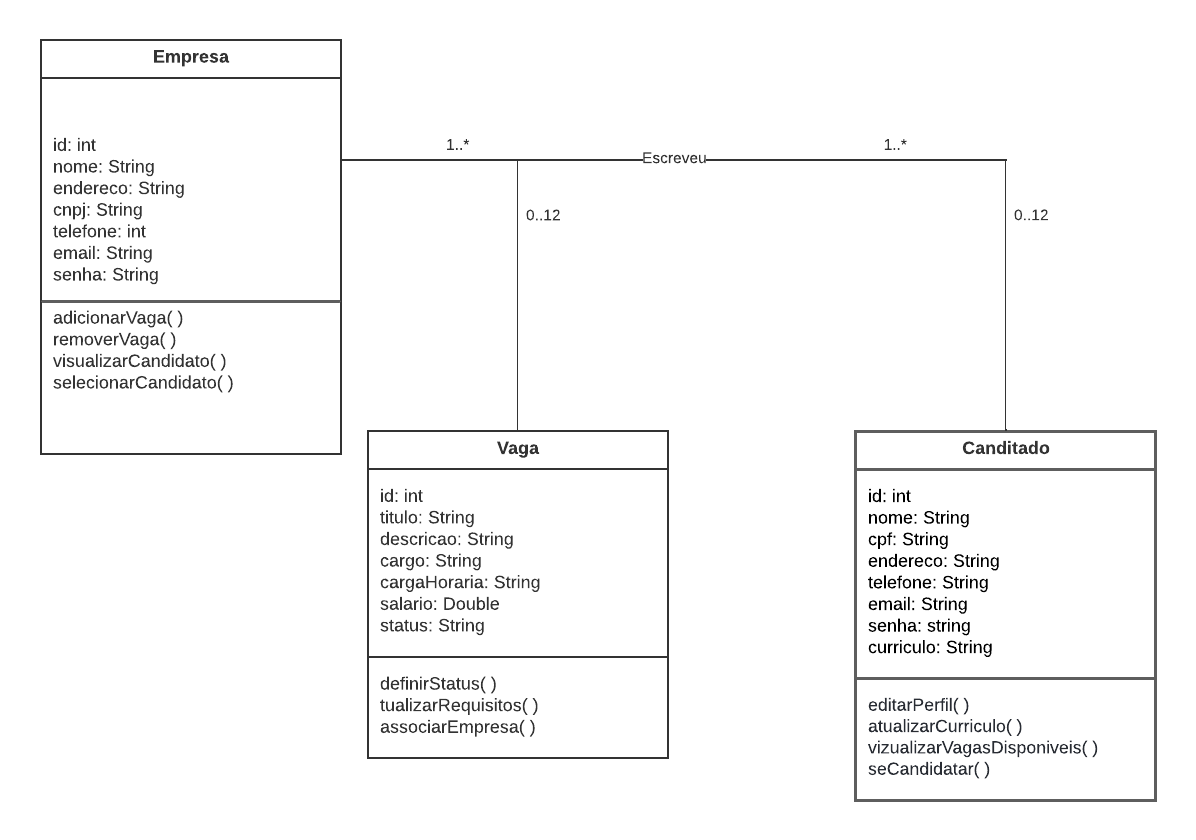 Empresa
id: int
nome: String
endereco: String
cnpj: String
telefone: int
email: String
senha: String
adicionarVaga( )
removerVaga( )
visualizarCandidato( )
selecionarCandidato( )
1..*
Escreveu
1..*
0..12
0..12
Vaga
id: int
titulo: String
descricao: String
cargo: String
cargaHoraria: String
salario: Double
status: String
definirStatus( )
tualizarRequisitos( )
associarEmpresa( )
Canditado
id: int
nome: String
cpf: String
endereco: String
telefone: String
email: String
senha: string
curriculo: String
editarPerfil( )
atualizarCurriculo( )
vizualizarVagasDisponiveis( )
seCandidatar( )